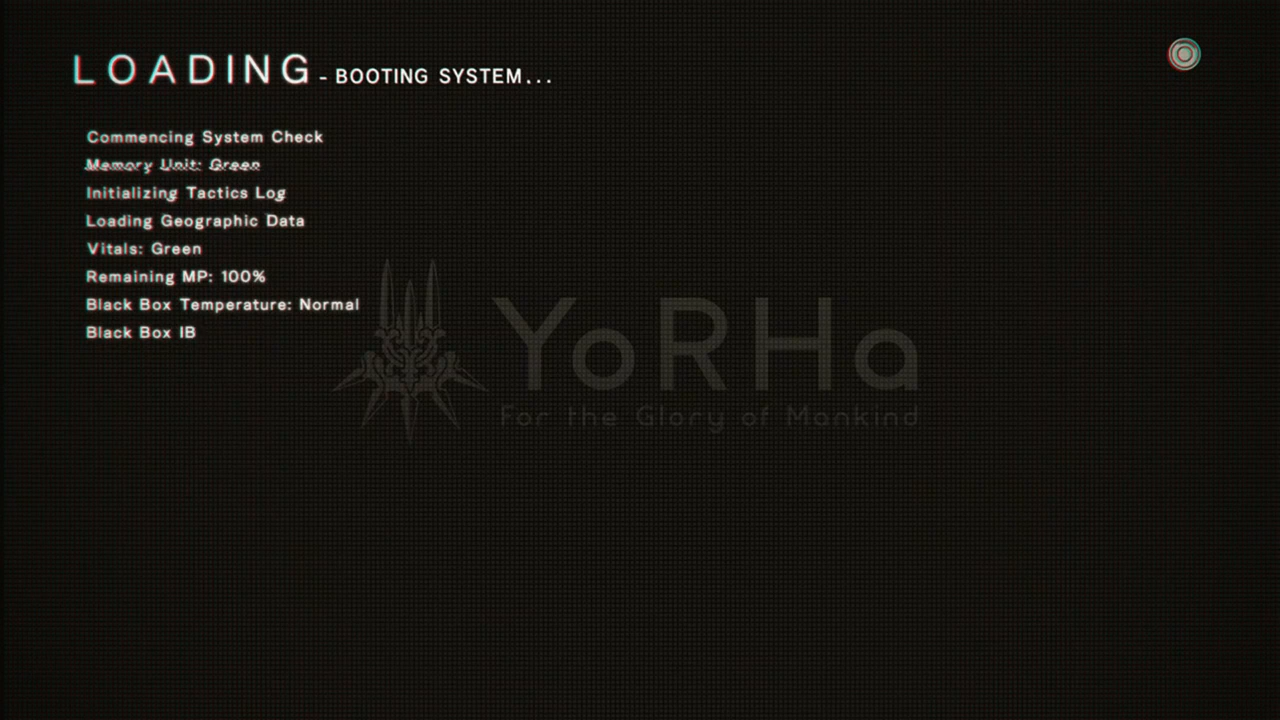 LOADING - BOOTING SYSTEM...
Commencing System Check
Memory Unit: Green
Initializing Tactics Log
Loading Geographic Data
Vitals: Green
Remaining MP: 100%
Black Box Temperature: Normal
Black Box IB
YoRHa
For the Glory of Mankind